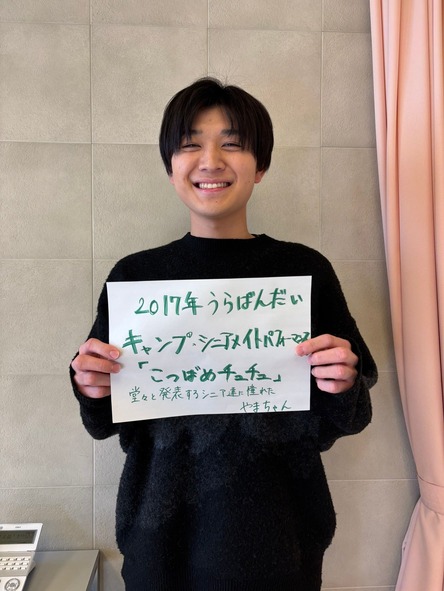 2017年うらばんだい
キャンプ・シニアメイトパフォーマンス
「こつばめチュチュ」
堂々と発表するシニア達に憧れた
やまちゃん